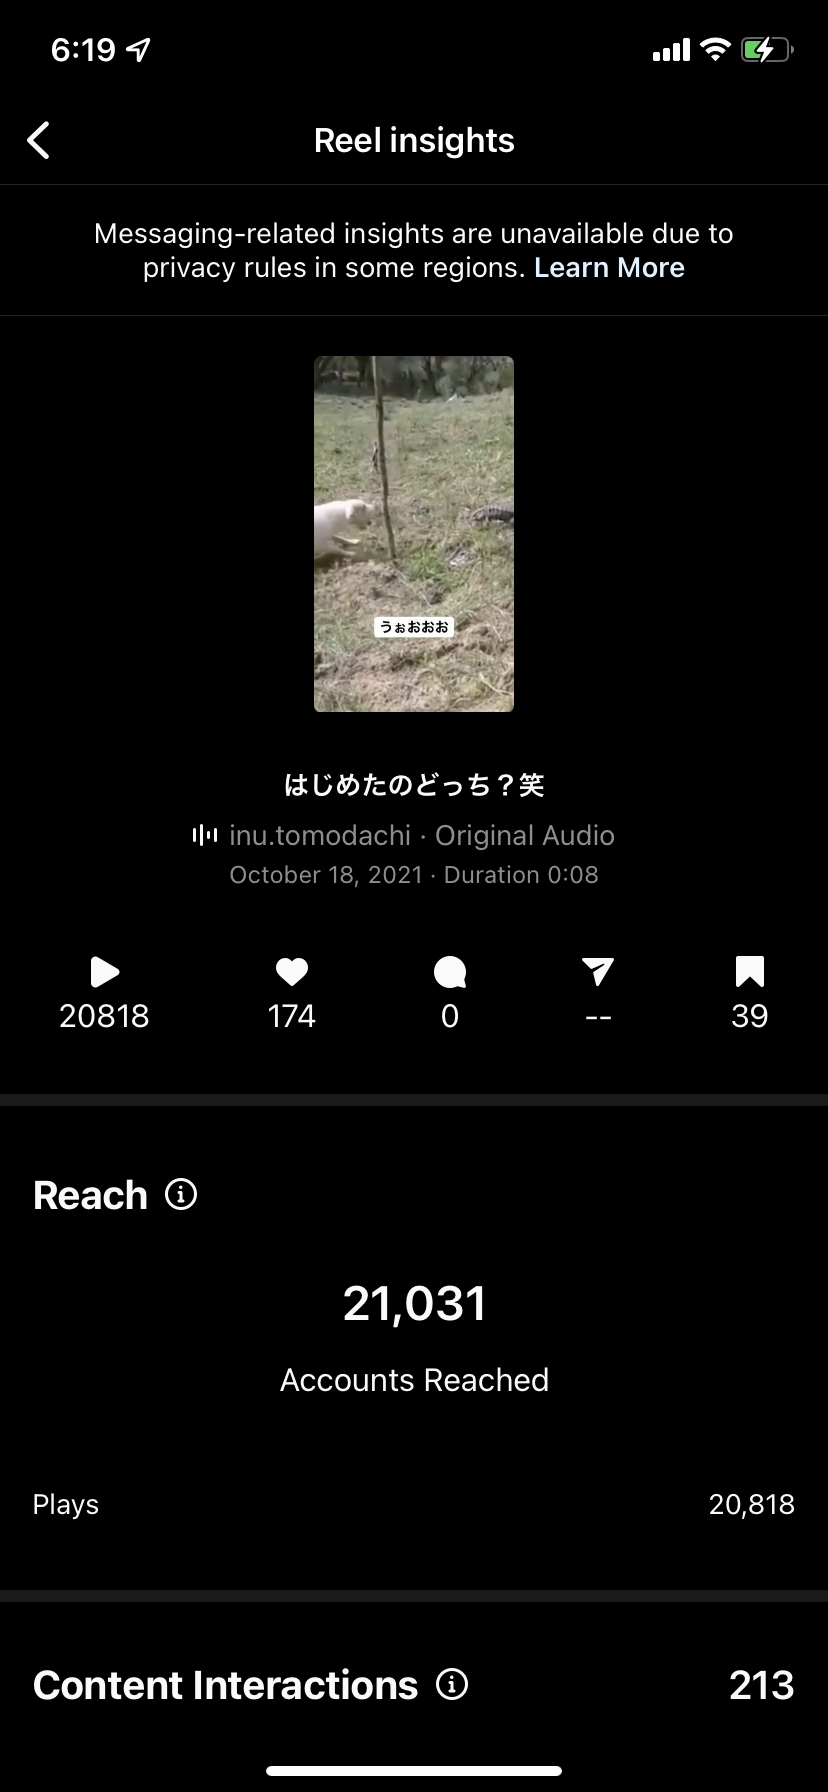 6:19
Reel insights
Messaging-related insights are unavailable due to
privacy rules in some regions. Learn More
うぉおおお
はじめたのどっち？笑
inu.tomodachi · Original Audio
October 18, 2021 · Duration 0:08
20818 174 0 -- 39
Reach
21,031
Accounts Reached
Plays 20,818
Content Interactions 213